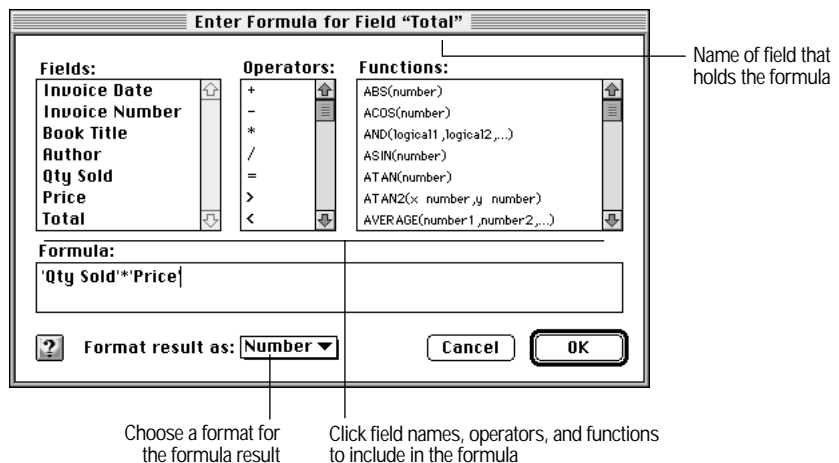 Enter Formula for Field “Total”
Name of field that
holds the formula
Fields:
Invoice Date
Invoice Number
Book Title
Author
Qty Sold
Price
Total
Operators:
+
-
*
/
=
>
<
Functions:
ABS(number)
ACOS(number)
AND(logical1,logical2,...)
ASIN(number)
ATAN(number)
ATAN2(x number,y number)
AVERAGE(number1,number2,...)
Formula:
'Qty Sold'*'Price'
? Format result as: Number
Cancel
OK
Choose a format for
the formula result
Click field names, operators, and functions
to include in the formula